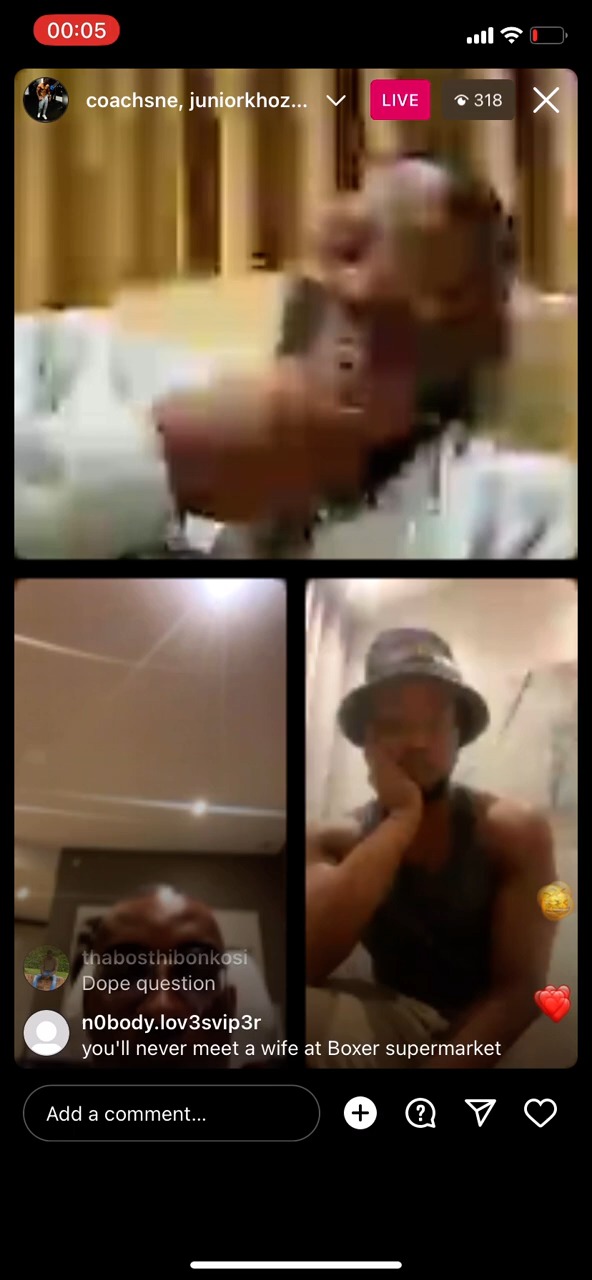 00:05
coachsne, juniorkhoz...
LIVE
318
thabosthibonkosi
Dope question
n0body.lov3svip3r
you'll never meet a wife at Boxer supermarket
Add a comment...